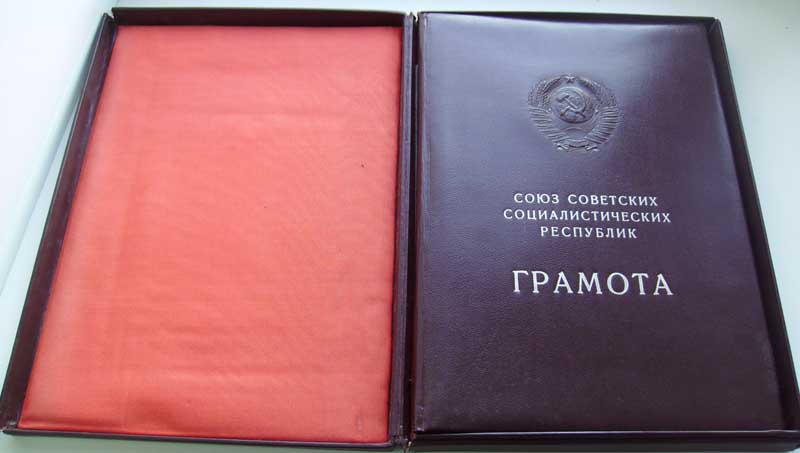 СОЮЗ СОВЕТСКИХ
СОЦИАЛИСТИЧЕСКИХ
РЕСПУБЛИК
ГРАМОТА